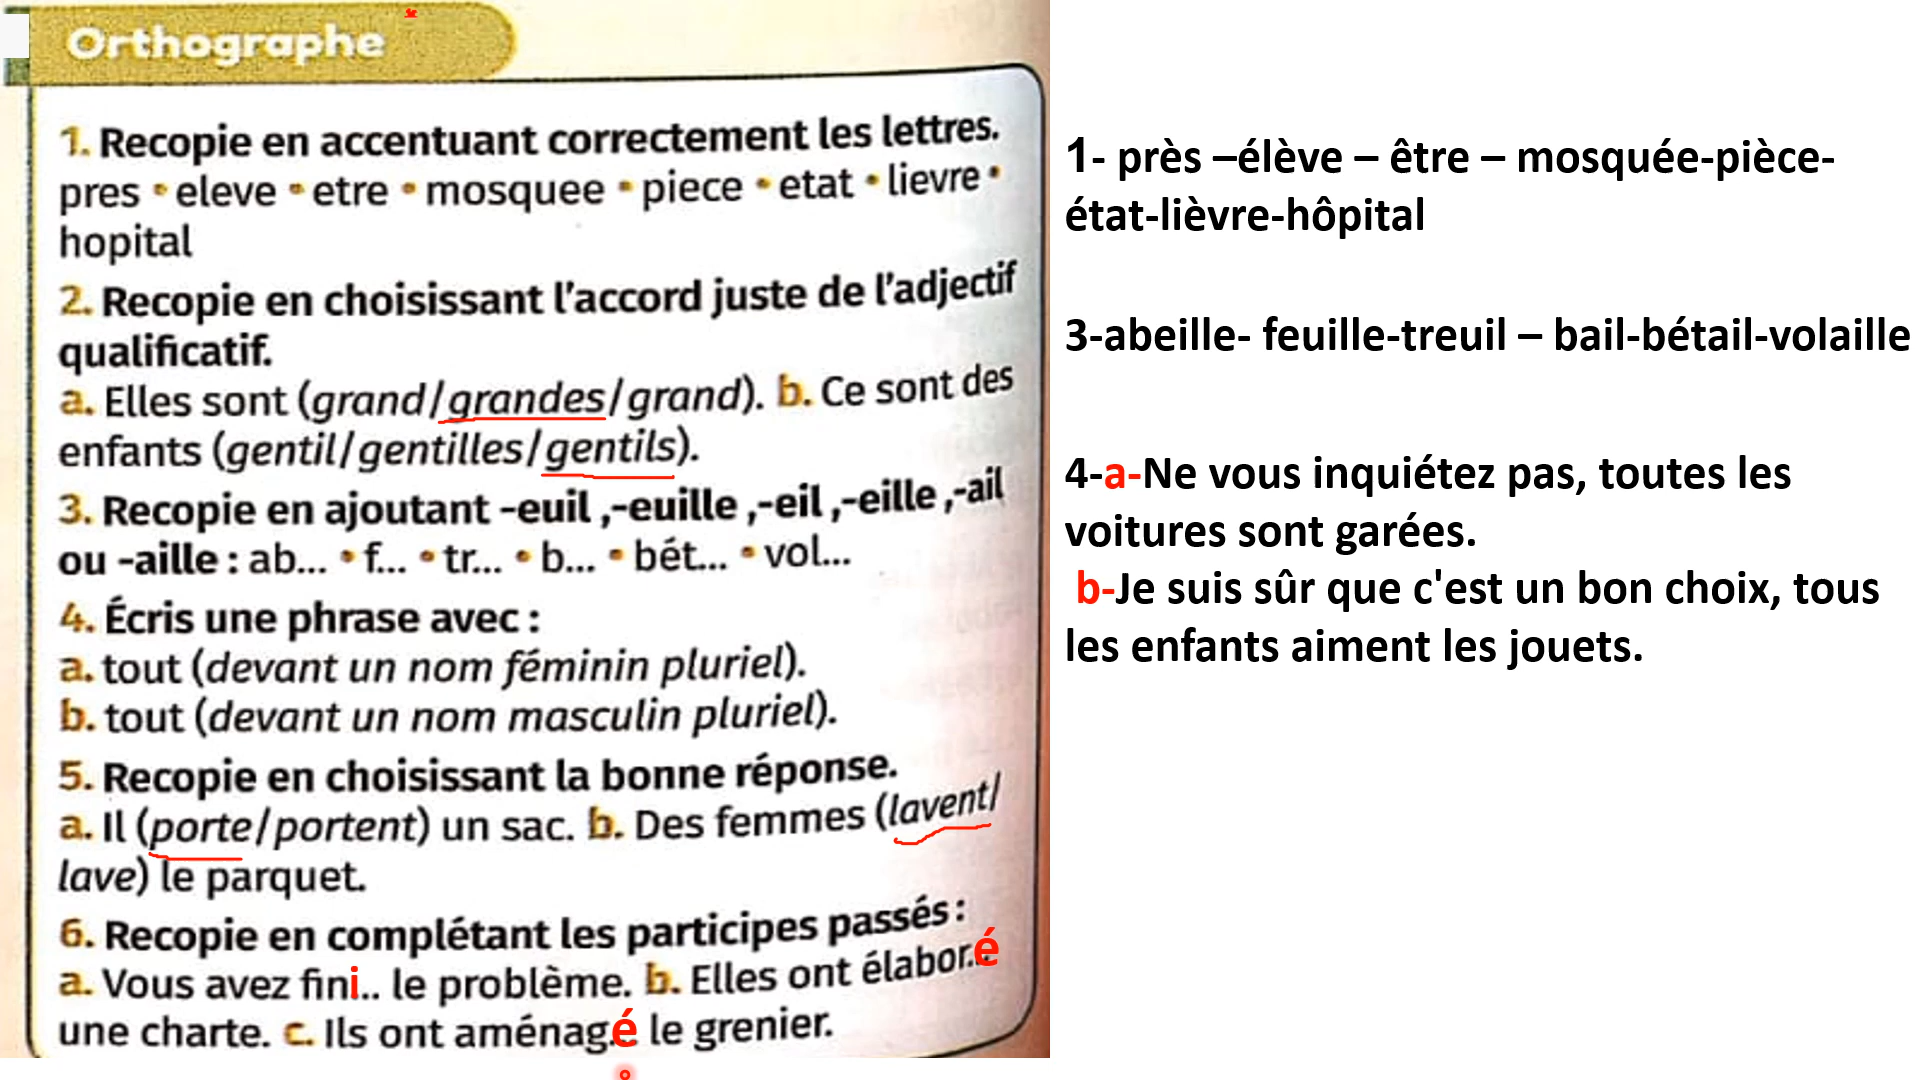 Orthographe
1. Recopie en accentuant correctement les lettres.
pres • eleve • etre • mosquee • piece • etat • lievre •
hopital
2. Recopie en choisissant l'accord juste de l'adjectif
qualificatif.
a. Elles sont (grand/grandes/grand). b. Ce sont des
enfants (gentil/gentilles/gentils).
3. Recopie en ajoutant -euil ,-euille ,-eil ,-eille ,-ail
ou -aille : ab... • f... • tr... • b... • bét... • vol...
4. Écris une phrase avec :
a. tout (devant un nom féminin pluriel).
b. tout (devant un nom masculin pluriel).
5. Recopie en choisissant la bonne réponse.
a. Il (porte/portent) un sac. b. Des femmes (lavent/
lave) le parquet.
6. Recopie en complétant les participes passés :
a. Vous avez fini.. le problème. b. Elles ont élabor..é
une charte. c. Ils ont aménag.é le grenier.
1- près –élève – être – mosquée-pièce-
état-lièvre-hôpital
3-abeille- feuille-treuil – bail-bétail-volaille
4-a-Ne vous inquiétez pas, toutes les
voitures sont garées.
b-Je suis sûr que c'est un bon choix, tous
les enfants aiment les jouets.